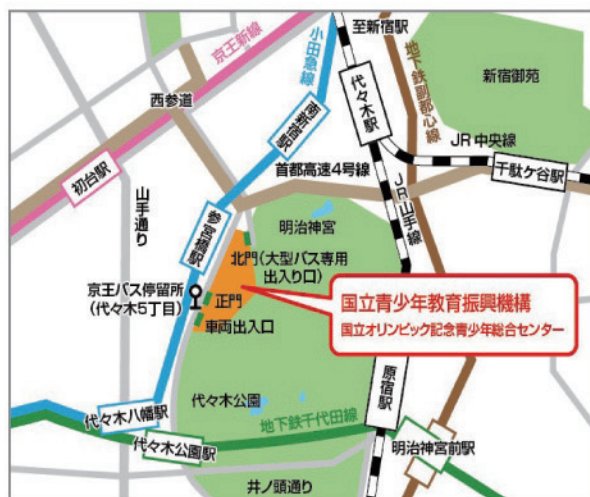 至新宿駅
京王新線
小田急線
地下鉄副都心線
新宿御苑
代々木駅
西参道
南新宿駅
JR中央線
千駄ケ谷駅
初台駅
首都高速4号線
山手通り
参宮橋駅
JR山手線
明治神宮
北門(大型バス専用
出入り口)
京王バス停留所
(代々木5丁目)
正門
国立青少年教育振興機構
国立オリンピック記念青少年総合センター
車両出入口
原宿駅
代々木公園
代々木八幡駅
地下鉄千代田線
代々木公園駅
明治神宮前駅
井ノ頭通り